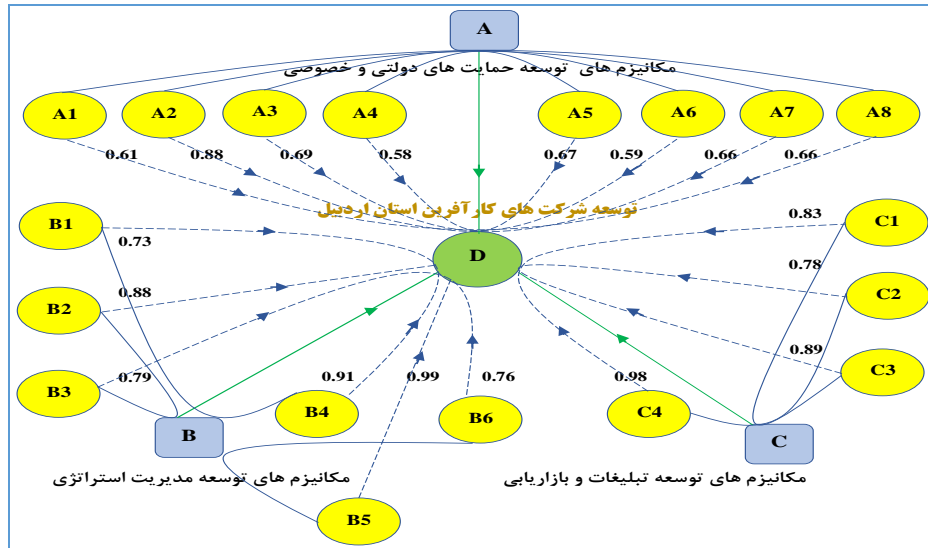 A
مکانیزم های توسعه حمایت های دولتی و خصوصی
A1 A2 A3 A4 A5 A6 A7 A8
0.61 0.88 0.69 0.58 0.67 0.59 0.66 0.66
توسعه شرکت های کارآفرین استان اردبیل
B1 0.83 C1
0.73 D 0.78
B2 0.88 C2
B3 0.79 0.91 0.99 0.76 0.98 0.89 C3
B4 B6 C4
B C
مکانیزم های توسعه مدیریت استراتژی
مکانیزم های توسعه تبلیغات و بازاریابی
B5